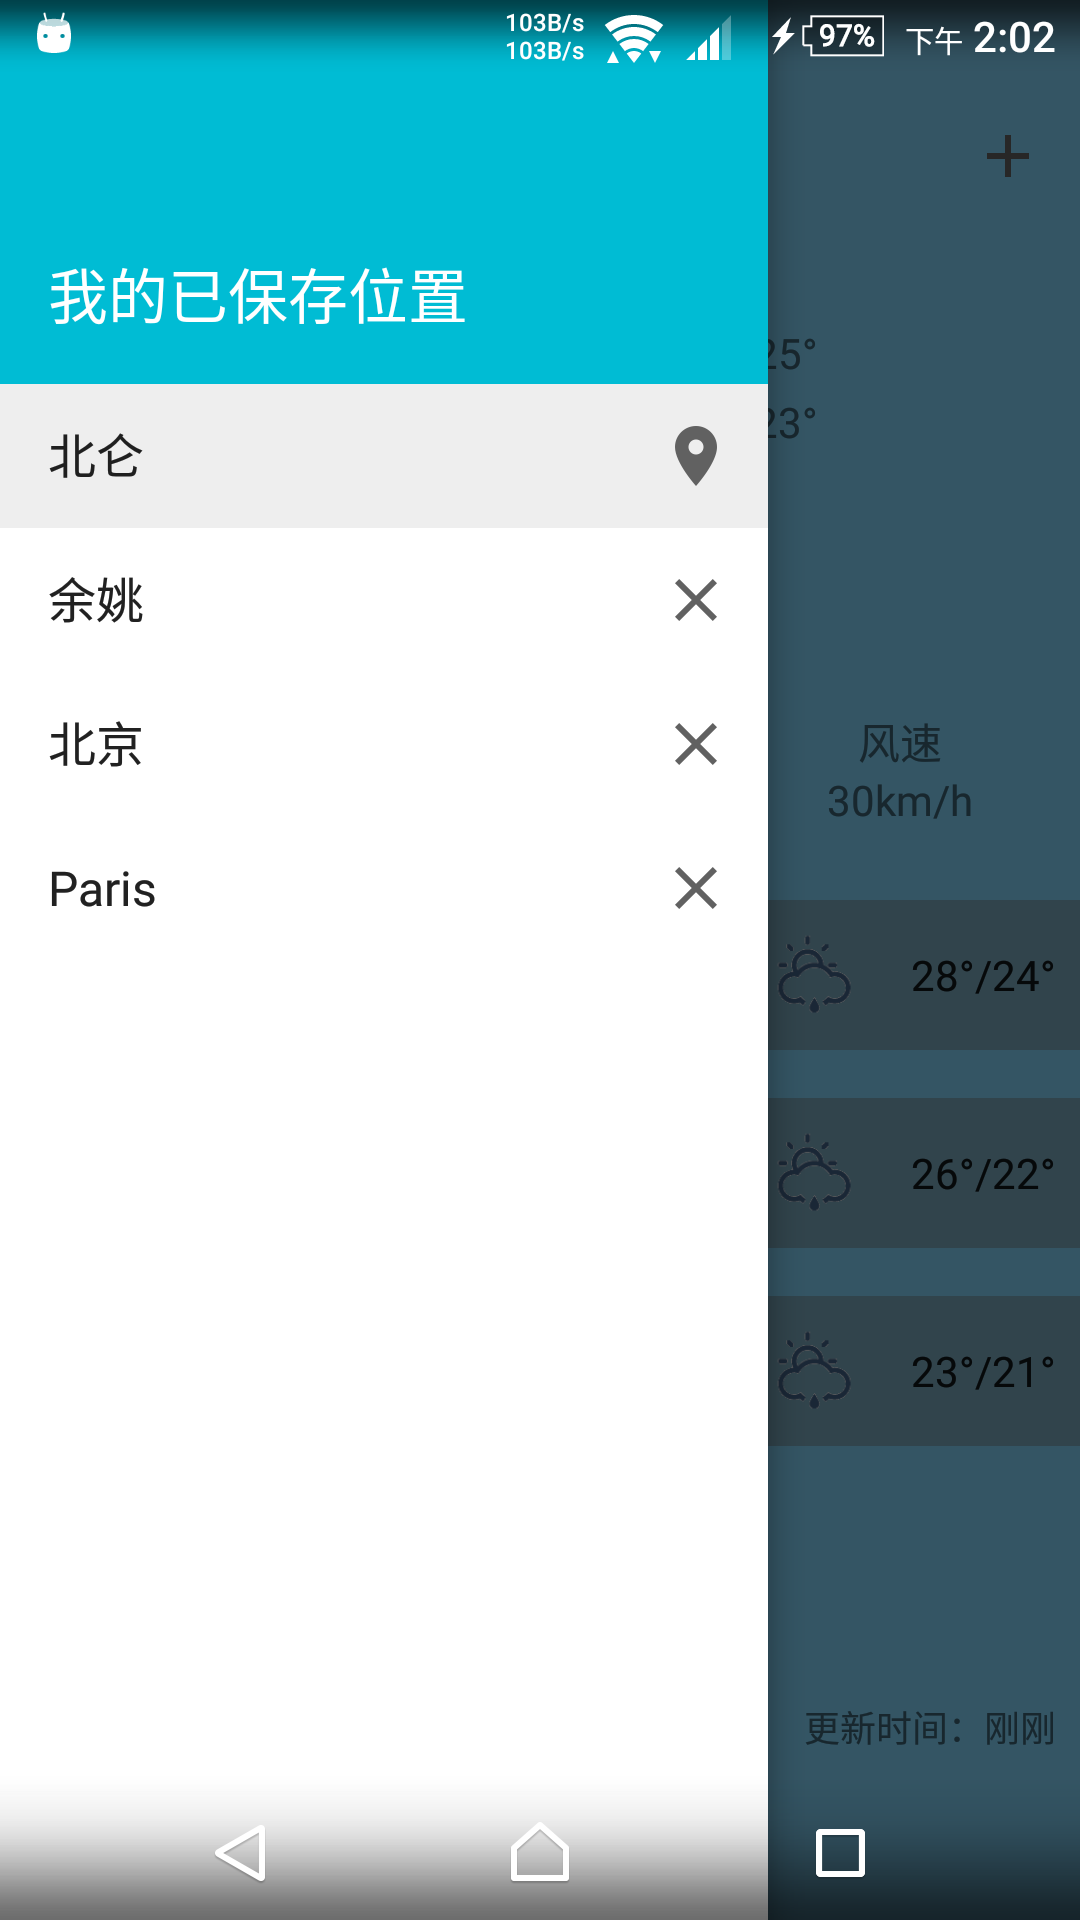 103B/s
103B/s
97%
下午 2:02
我的已保存位置
25°
23°
北仑
余姚
北京
风速
30km/h
Paris
28°/24°
26°/22°
23°/21°
更新时间：刚刚